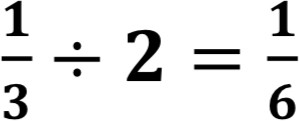 1/3 ÷ 2 = 1/6